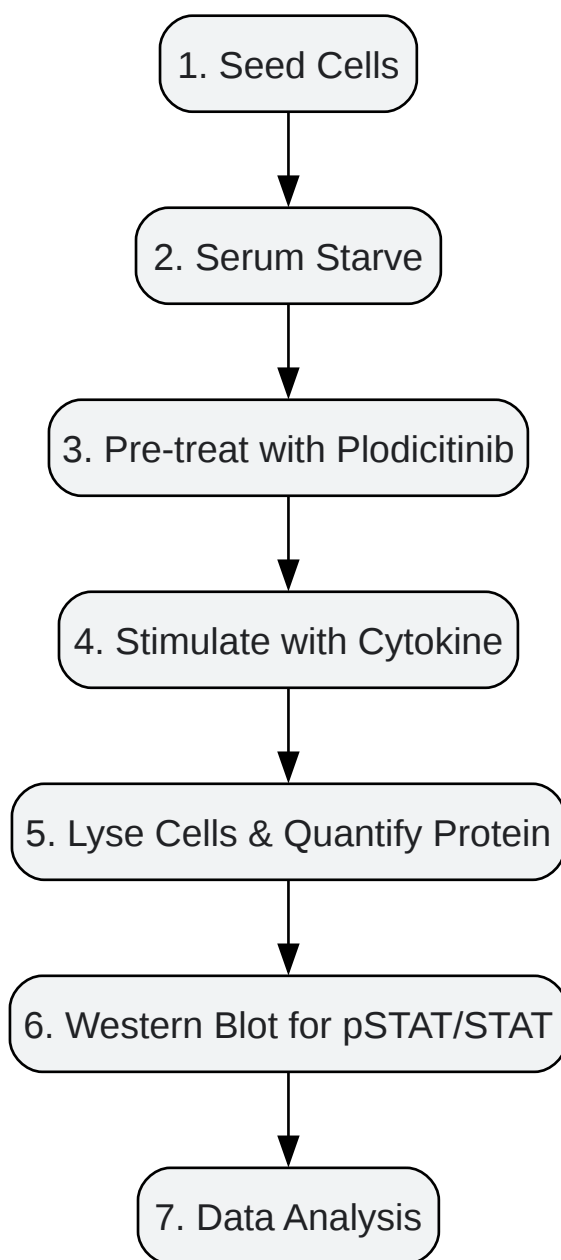 1. Seed Cells
2. Serum Starve
3. Pre-treat with Plodicitinib
4. Stimulate with Cytokine
5. Lyse Cells & Quantify Protein
6. Western Blot for pSTAT/STAT
7. Data Analysis